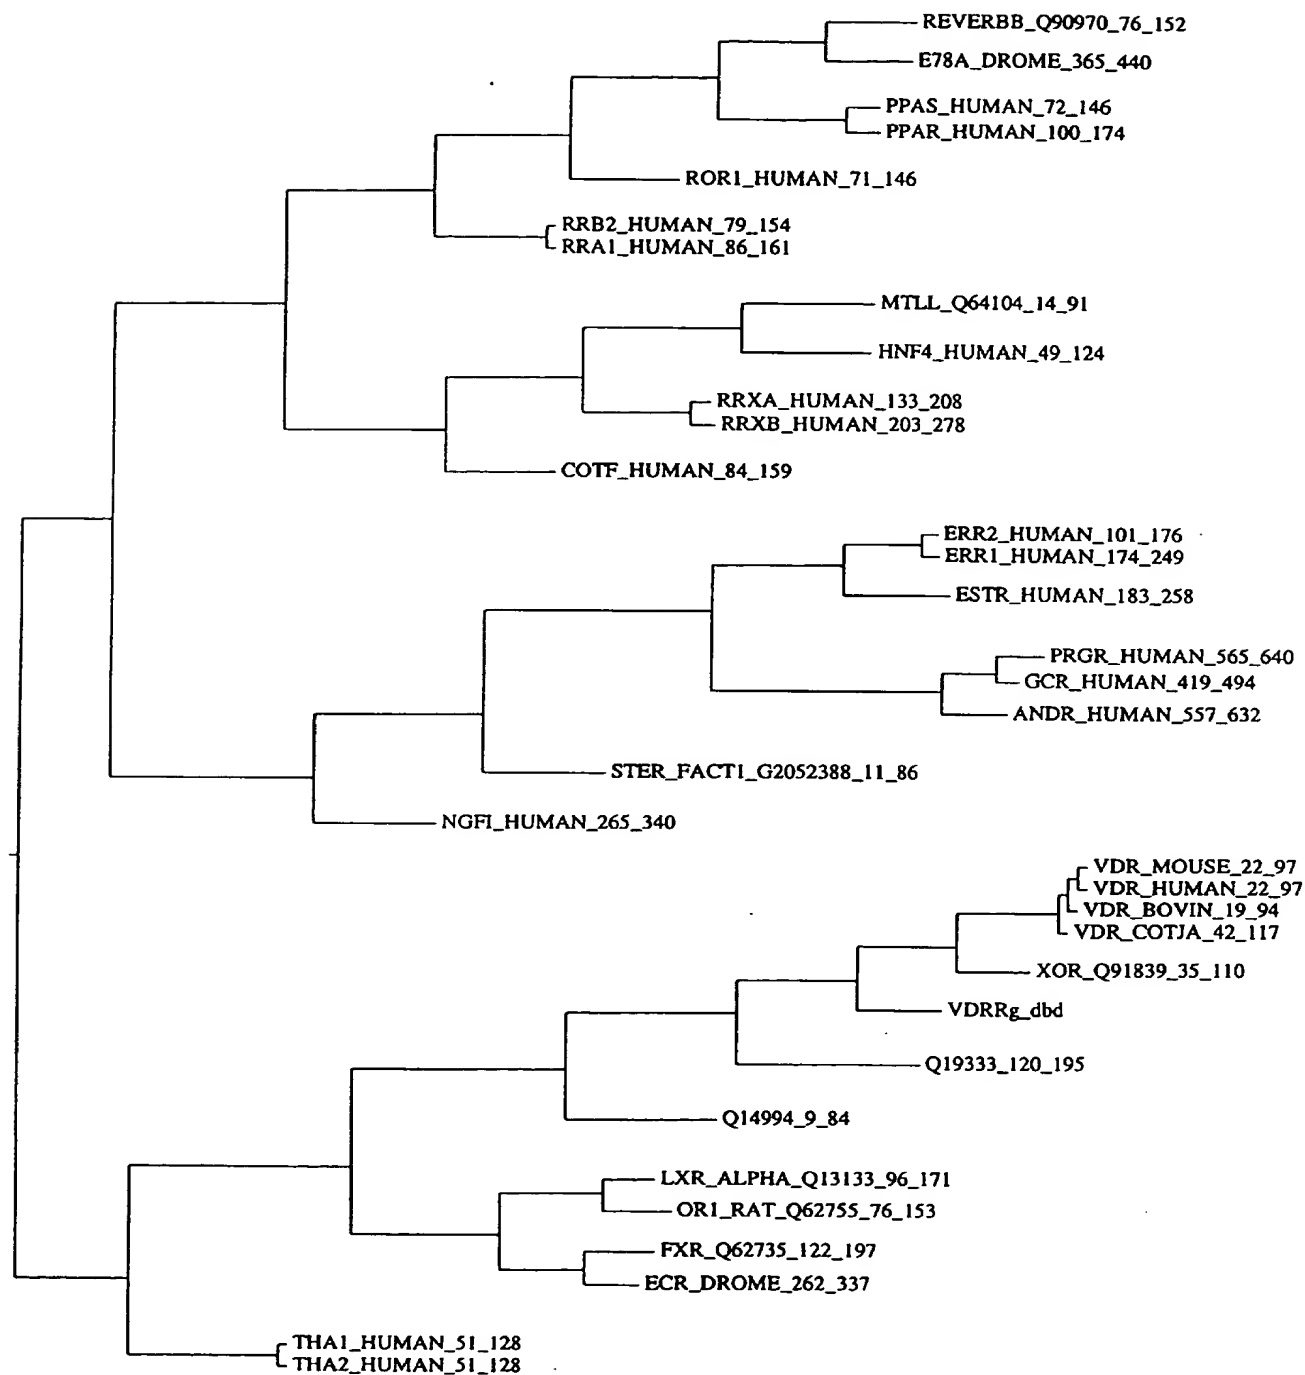 REVERBB_Q90970_76_152
E78A_DROME_365_440
PPAS_HUMAN_72_146
PPAR_HUMAN_100_174
ROR1_HUMAN_71_146
RRB2_HUMAN_79_154
RRA1_HUMAN_86_161
MTLL_Q64104_14_91
HNF4_HUMAN_49_124
RRXA_HUMAN_133_208
RRXB_HUMAN_203_278
COTF_HUMAN_84_159
ERR2_HUMAN_101_176
ERR1_HUMAN_174_249
ESTR_HUMAN_183_258
PRGR_HUMAN_565_640
GCR_HUMAN_419_494
ANDR_HUMAN_557_632
STER_FACT1_G2052388_11_86
NGFI_HUMAN_265_340
VDR_MOUSE_22_97
VDR_HUMAN_22_97
VDR_BOVIN_19_94
VDR_COTJA_42_117
XOR_Q91839_35_110
VDRRg_dbd
Q19333_120_195
Q14994_9_84
LXR_ALPHA_Q13133_96_171
OR1_RAT_Q62755_76_153
FXR_Q62735_122_197
ECR_DROME_262_337
THA1_HUMAN_51_128
THA2_HUMAN_51_128